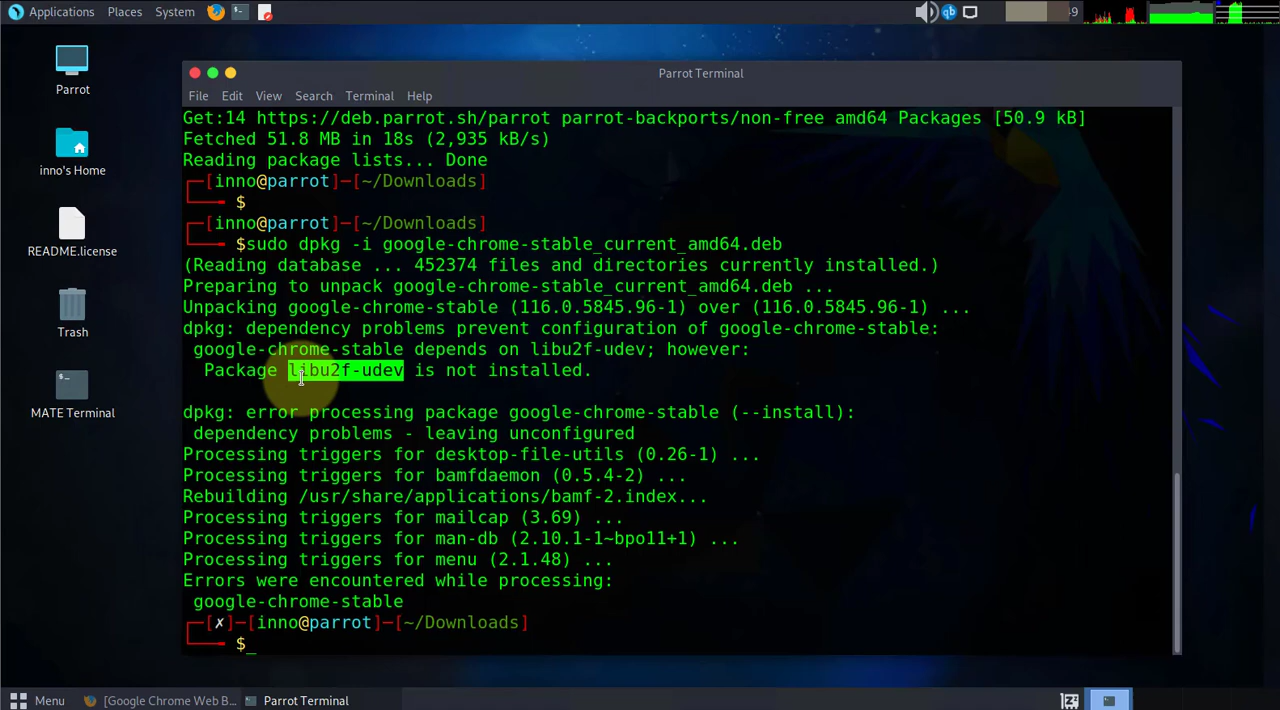 Applications Places System
49
Parrot
inno's Home
README.license
Trash
MATE Terminal
Parrot Terminal
File Edit View Search Terminal Help
Get:14 https://deb.parrot.sh/parrot parrot-backports/non-free amd64 Packages [50.9 kB]
Fetched 51.8 MB in 18s (2,935 kB/s)
Reading package lists... Done
┌─[inno@parrot]─[~/Downloads]
└──╼ $
┌─[inno@parrot]─[~/Downloads]
└──╼ $sudo dpkg -i google-chrome-stable_current_amd64.deb
(Reading database ... 452374 files and directories currently installed.)
Preparing to unpack google-chrome-stable_current_amd64.deb ...
Unpacking google-chrome-stable (116.0.5845.96-1) over (116.0.5845.96-1) ...
dpkg: dependency problems prevent configuration of google-chrome-stable:
google-chrome-stable depends on libu2f-udev; however:
Package libu2f-udev is not installed.
dpkg: error processing package google-chrome-stable (--install):
dependency problems - leaving unconfigured
Processing triggers for desktop-file-utils (0.26-1) ...
Processing triggers for bamfdaemon (0.5.4-2) ...
Rebuilding /usr/share/applications/bamf-2.index...
Processing triggers for mailcap (3.69) ...
Processing triggers for man-db (2.10.1-1~bpo11+1) ...
Processing triggers for menu (2.1.48) ...
Errors were encountered while processing:
google-chrome-stable
┌─[✗]─[inno@parrot]─[~/Downloads]
└──╼ $_
Menu [Google Chrome Web B... Parrot Terminal